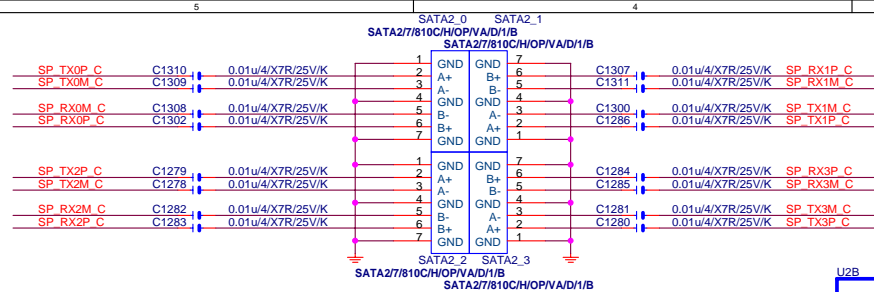 5 4
SATA2_0 SATA2_1
SATA2/7/810C/H/OP/VA/D/1/B
SATA2/7/810C/H/OP/VA/D/1/B
1 GND GND 7
SP_TX0P_C C1310 0.01u/4/X7R/25V/K 2 A+ B+ 6 C1307 0.01u/4/X7R/25V/K SP_RX1P_C
SP_TX0M_C C1309 0.01u/4/X7R/25V/K 3 A- B- 5 C1311 0.01u/4/X7R/25V/K SP_RX1M_C
4 GND GND 4
SP_RX0M_C C1308 0.01u/4/X7R/25V/K 5 B- A- 3 C1300 0.01u/4/X7R/25V/K SP_TX1M_C
SP_RX0P_C C1302 0.01u/4/X7R/25V/K 6 B+ A+ 2 C1286 0.01u/4/X7R/25V/K SP_TX1P_C
7 GND GND 1
1 GND GND 7
SP_TX2P_C C1279 0.01u/4/X7R/25V/K 2 A+ B+ 6 C1284 0.01u/4/X7R/25V/K SP_RX3P_C
SP_TX2M_C C1278 0.01u/4/X7R/25V/K 3 A- B- 5 C1285 0.01u/4/X7R/25V/K SP_RX3M_C
4 GND GND 4
SP_RX2M_C C1282 0.01u/4/X7R/25V/K 5 B- A- 3 C1281 0.01u/4/X7R/25V/K SP_TX3M_C
SP_RX2P_C C1283 0.01u/4/X7R/25V/K 6 B+ A+ 2 C1280 0.01u/4/X7R/25V/K SP_TX3P_C
7 GND GND 1
SATA2_2 SATA2_3
SATA2/7/810C/H/OP/VA/D/1/B
SATA2/7/810C/H/OP/VA/D/1/B
U2B